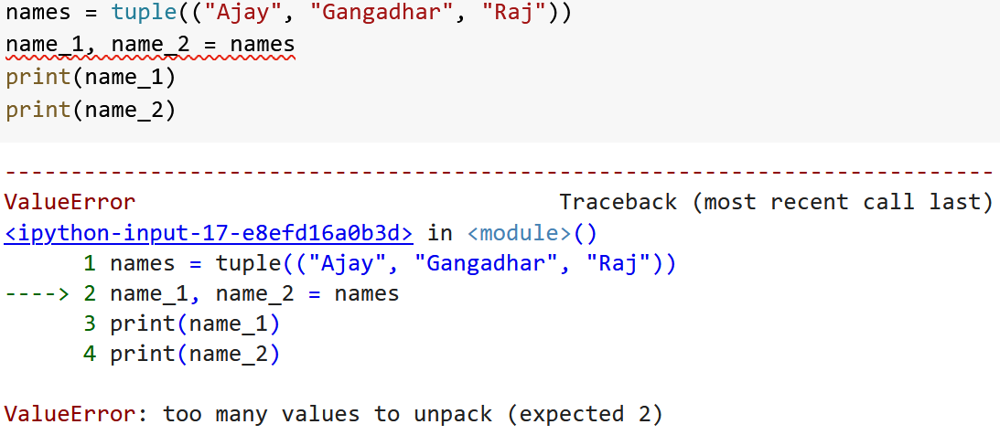 names = tuple(("Ajay", "Gangadhar", "Raj"))
name_1, name_2 = names
print(name_1)
print(name_2)
---------------------------------------------------------------------------
ValueError                                Traceback (most recent call last)
<ipython-input-17-e8efd16a0b3d> in <module>()
      1 names = tuple(("Ajay", "Gangadhar", "Raj"))
----> 2 name_1, name_2 = names
      3 print(name_1)
      4 print(name_2)
ValueError: too many values to unpack (expected 2)